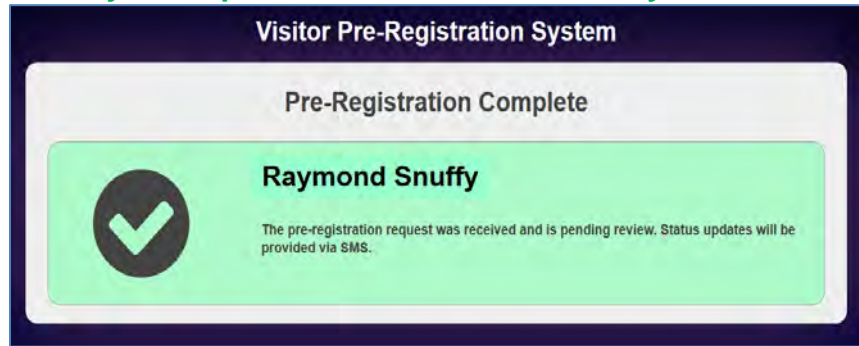 Visitor Pre-Registration System
Pre-Registration Complete
Raymond Snuffy
The pre-registration request was received and is pending review. Status updates will be
provided via SMS.